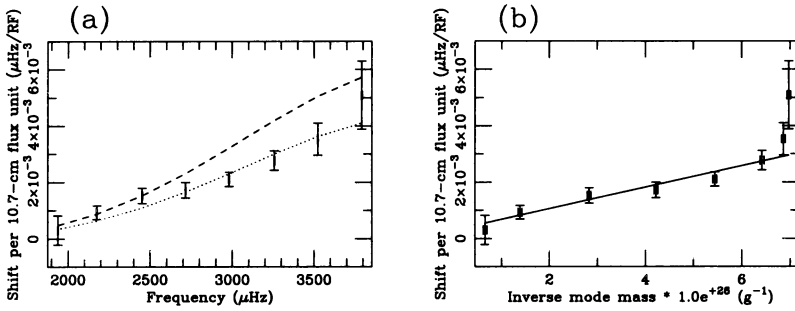 (a)
Shift per 10.7-cm flux unit (μHz/RF)
0 2×10⁻³ 4×10⁻³ 6×10⁻³
2000 2500 3000 3500
Frequency (μHz)
(b)
Shift per 10.7-cm flux unit (μHz/RF)
0 2×10⁻³ 4×10⁻³ 6×10⁻³
2 4 6
Inverse mode mass * 1.0e⁺²⁶ (g⁻¹)